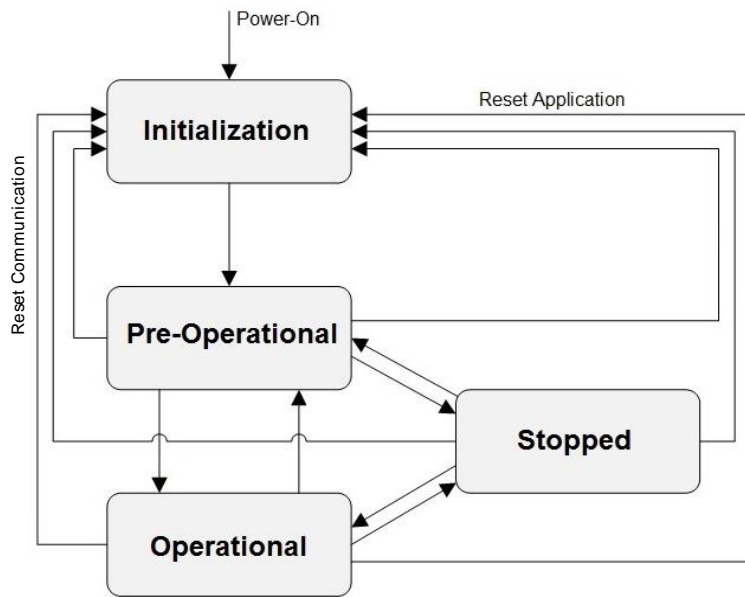 Power-On
Reset Application
Initialization
Reset Communication
Pre-Operational
Stopped
Operational